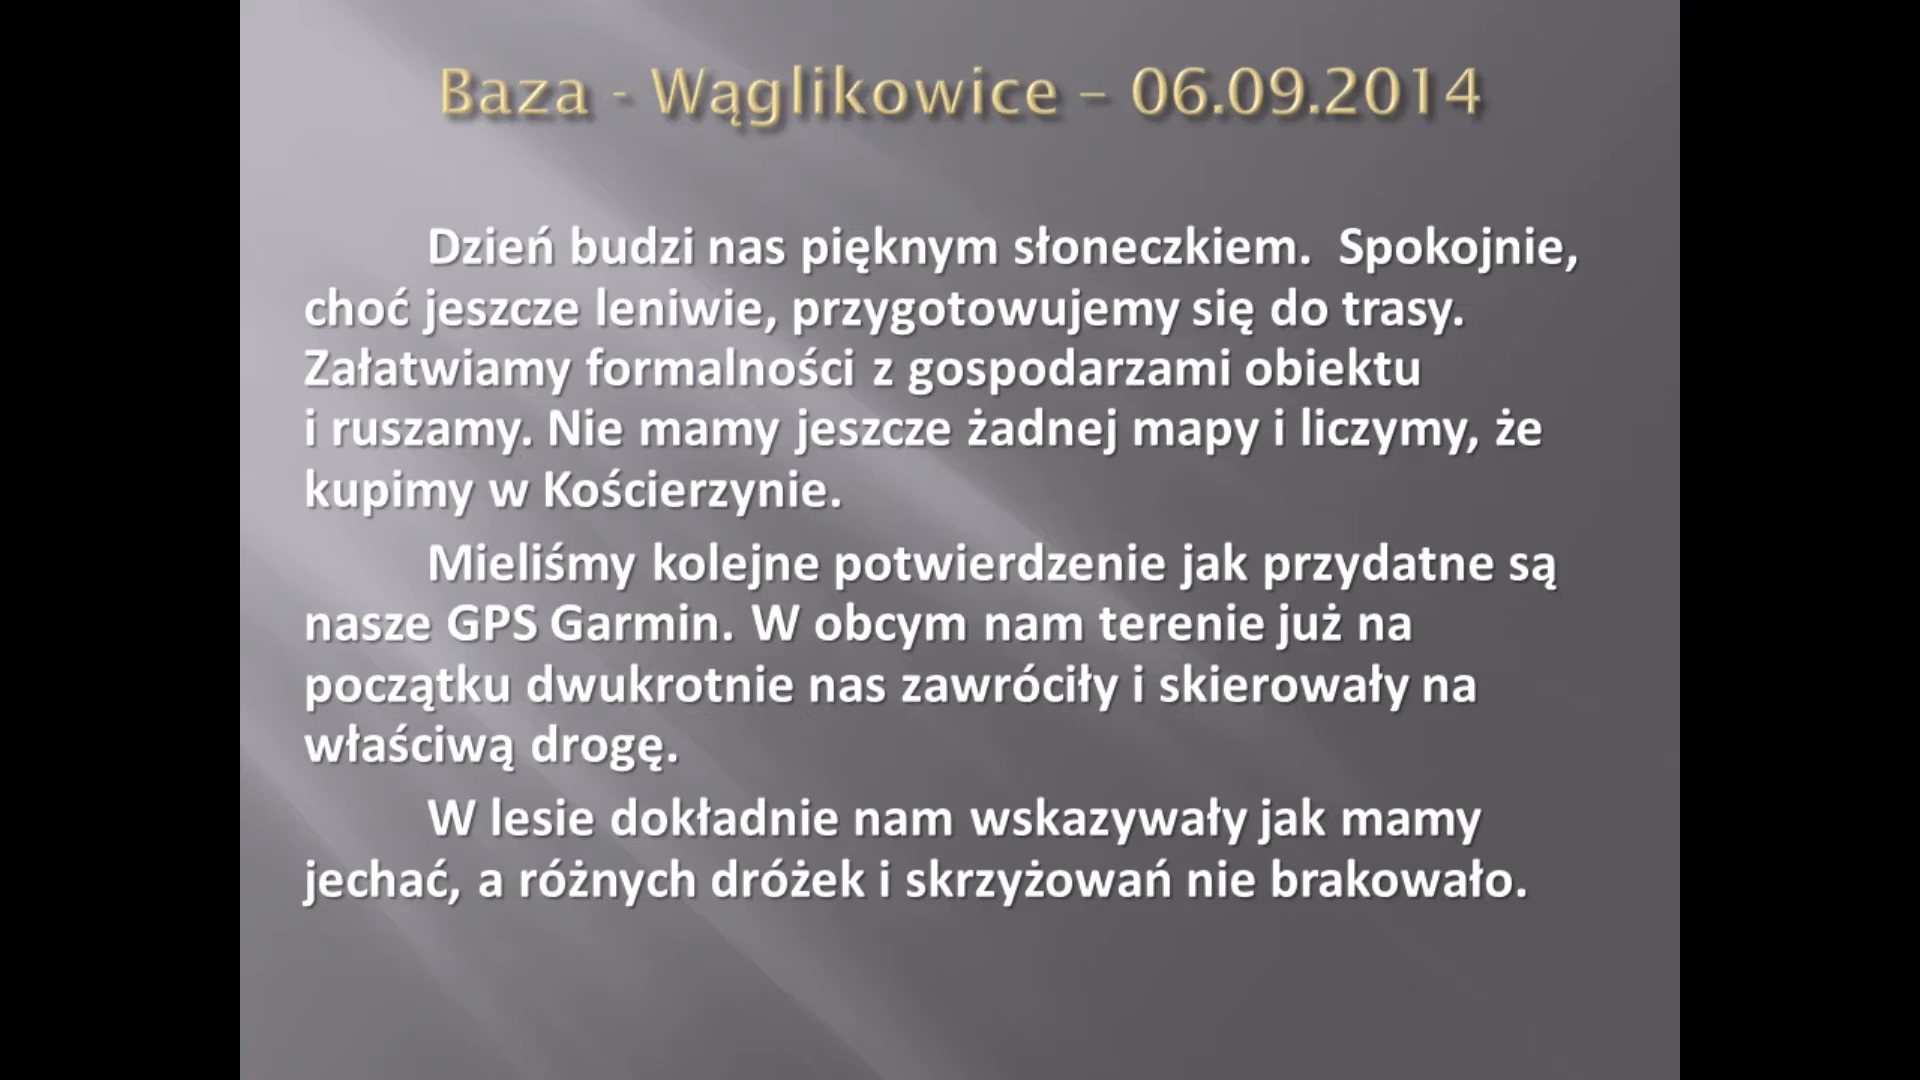 Baza - Wąglikowice – 06.09.2014
Dzień budzi nas pięknym słoneczkiem. Spokojnie,
choć jeszcze leniwie, przygotowujemy się do trasy.
Załatwiamy formalności z gospodarzami obiektu
i ruszamy. Nie mamy jeszcze żadnej mapy i liczymy, że
kupimy w Kościerzynie.
Mieliśmy kolejne potwierdzenie jak przydatne są
nasze GPS Garmin. W obcym nam terenie już na
początku dwukrotnie nas zawróciły i skierowały na
właściwą drogę.
W lesie dokładnie nam wskazywały jak mamy
jechać, a różnych dróżek i skrzyżowań nie brakowało.